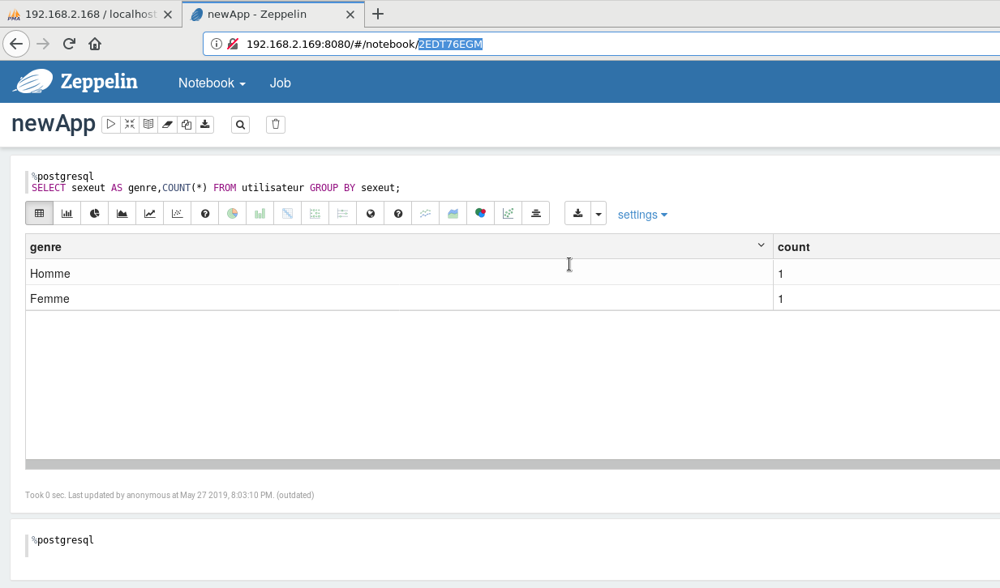 192.168.2.168 / localhost
newApp - Zeppelin
192.168.2.169:8080/#/notebook/2EDT76EGM
Zeppelin Notebook Job
newApp
%postgresql
SELECT sexeut AS genre,COUNT(*) FROM utilisateur GROUP BY sexeut;
settings
genre count
Homme 1
Femme 1
Took 0 sec. Last updated by anonymous at May 27 2019, 8:03:10 PM. (outdated)
%postgresql